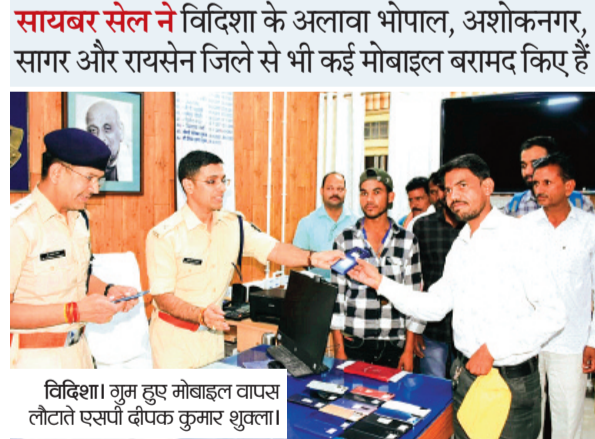 सायबर सेल ने विदिशा के अलावा भोपाल, अशोकनगर,
सागर और रायसेन जिले से भी कई मोबाइल बरामद किए हैं
विदिशा। गुम हुए मोबाइल वापस
लौटाते एसपी दीपक कुमार शुक्ला।